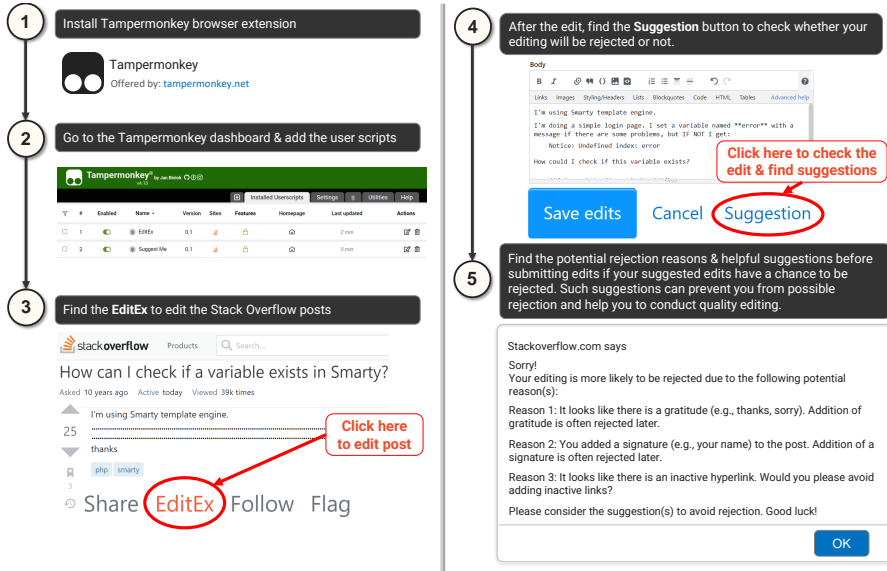 1
Install Tampermonkey browser extension
Tampermonkey
Offered by: tampermonkey.net
2
Go to the Tampermonkey dashboard & add the user scripts
Tampermonkey® by Jan Biniok
v4.13
Installed Userscripts Settings Utilities Help
# Enabled Name Version Sites Features Homepage Last updated Actions
1 EditEx 0.1 2 min
2 Suggest Me 0.1 0 min
3
Find the EditEx to edit the Stack Overflow posts
stackoverflow Products Search...
How can I check if a variable exists in Smarty?
Asked 10 years ago Active today Viewed 39k times
I'm using Smarty template engine.
25
thanks
php smarty
3
Click here
to edit post
Share EditEx Follow Flag
4
After the edit, find the Suggestion button to check whether your
editing will be rejected or not.
Body
B I
Links Images Styling/Headers Lists Blockquotes Code HTML Tables Advanced help
I'm using Smarty template engine.
I'm doing a simple login page. I set a variable named **error** with a
message if there are some problems, but IF NOT I get:
Notice: Undefined index: error
How could I check if this variable exists?
Click here to check the
edit & find suggestions
Save edits Cancel Suggestion
5
Find the potential rejection reasons & helpful suggestions before
submitting edits if your suggested edits have a chance to be
rejected. Such suggestions can prevent you from possible
rejection and help you to conduct quality editing.
Stackoverflow.com says
Sorry!
Your editing is more likely to be rejected due to the following potential
reason(s):
Reason 1: It looks like there is a gratitude (e.g., thanks, sorry). Addition of
gratitude is often rejected later.
Reason 2: You added a signature (e.g., your name) to the post. Addition of a
signature is often rejected later.
Reason 3: It looks like there is an inactive hyperlink. Would you please avoid
adding inactive links?
Please consider the suggestion(s) to avoid rejection. Good luck!
OK